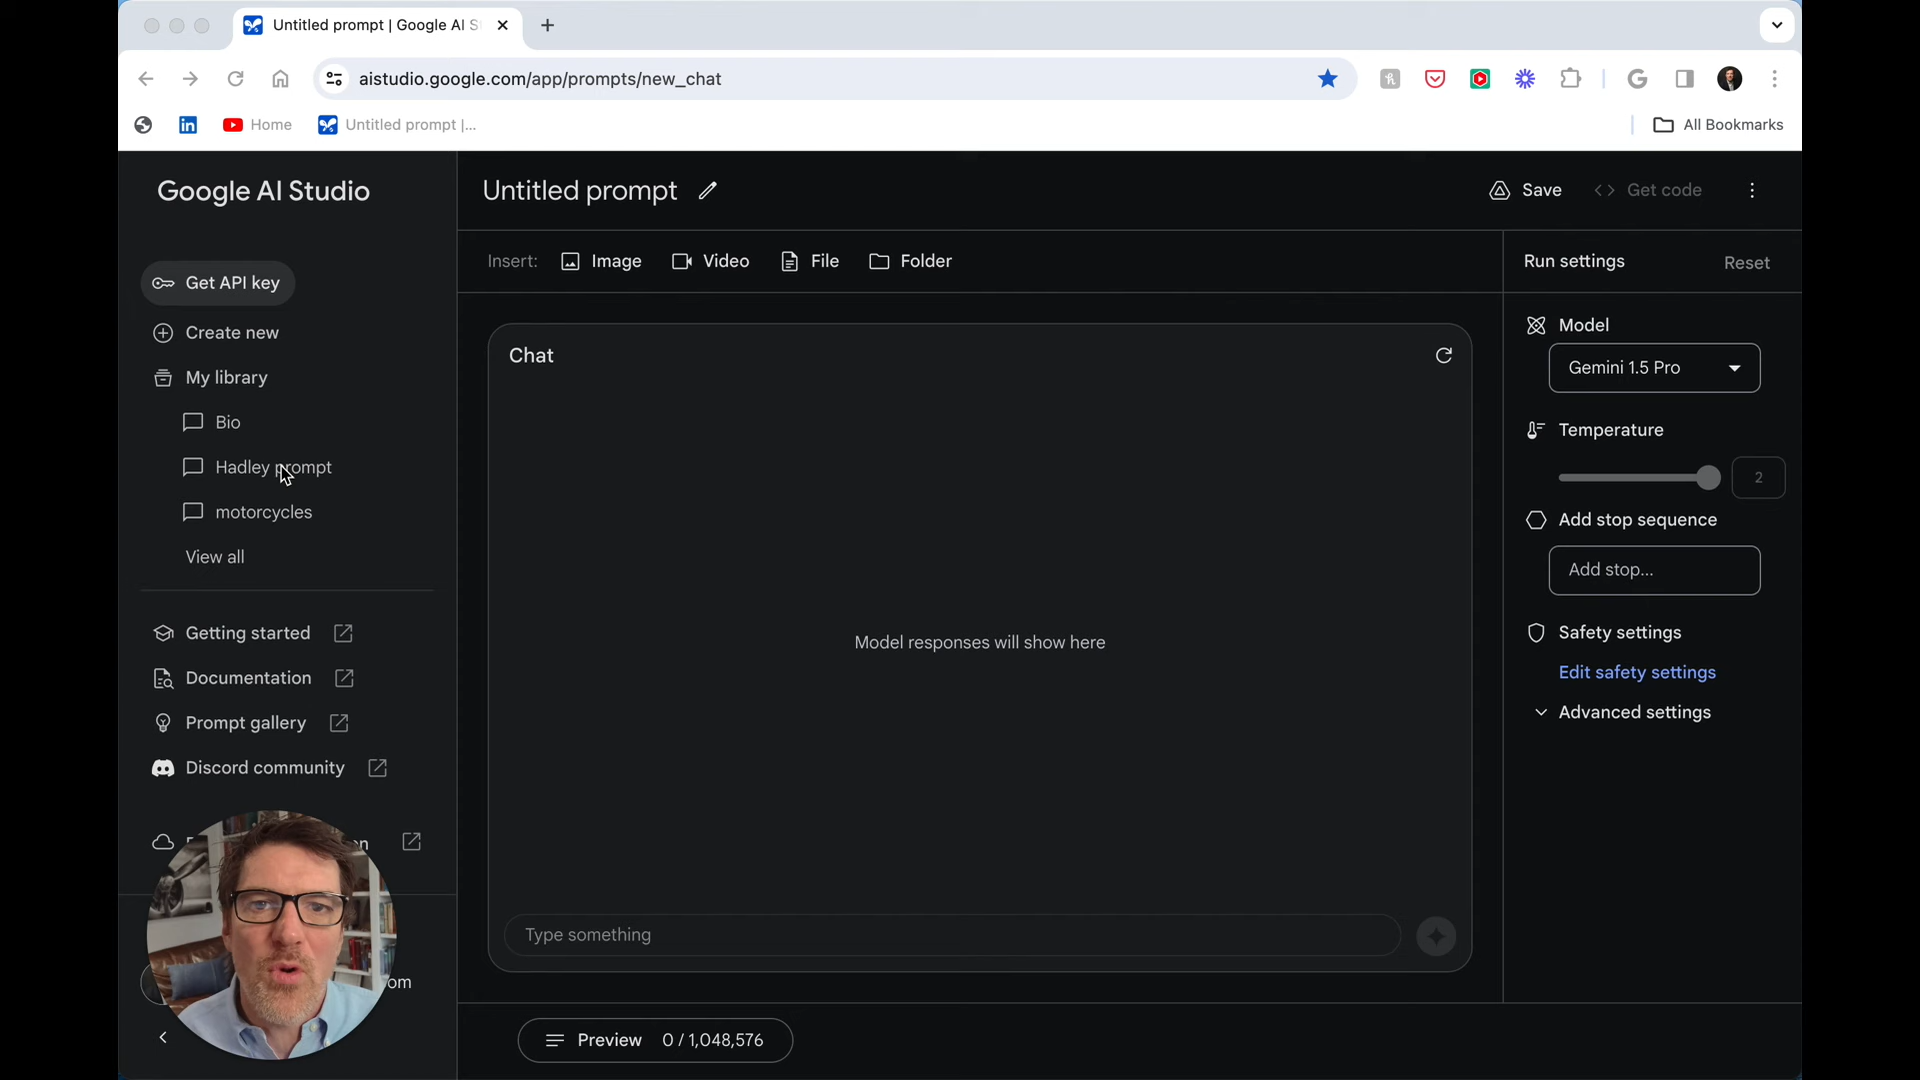 Untitled prompt | Google AI S
aistudio.google.com/app/prompts/new_chat
Home
Untitled prompt |...
All Bookmarks
Google AI Studio
Untitled prompt
Save
Get code
Get API key
Insert:
Image
Video
File
Folder
Run settings
Reset
Create new
My library
Bio
Hadley prompt
motorcycles
View all
Getting started
Documentation
Prompt gallery
Discord community
om
Chat
Model responses will show here
Type something
Preview
0 / 1,048,576
Model
Gemini 1.5 Pro
Temperature
2
Add stop sequence
Add stop...
Safety settings
Edit safety settings
Advanced settings